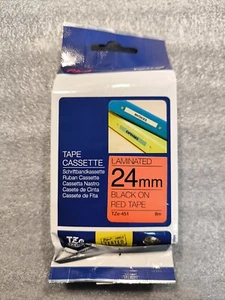 TAPE
CASSETTE
Schriftbandkassette
Ruban Cassette
Cassetta Nastro
Casete de Cinta
Cassete de Fita
LAMINATED
24mm
BLACK ON
RED TAPE
TZe-451
8m
TZe